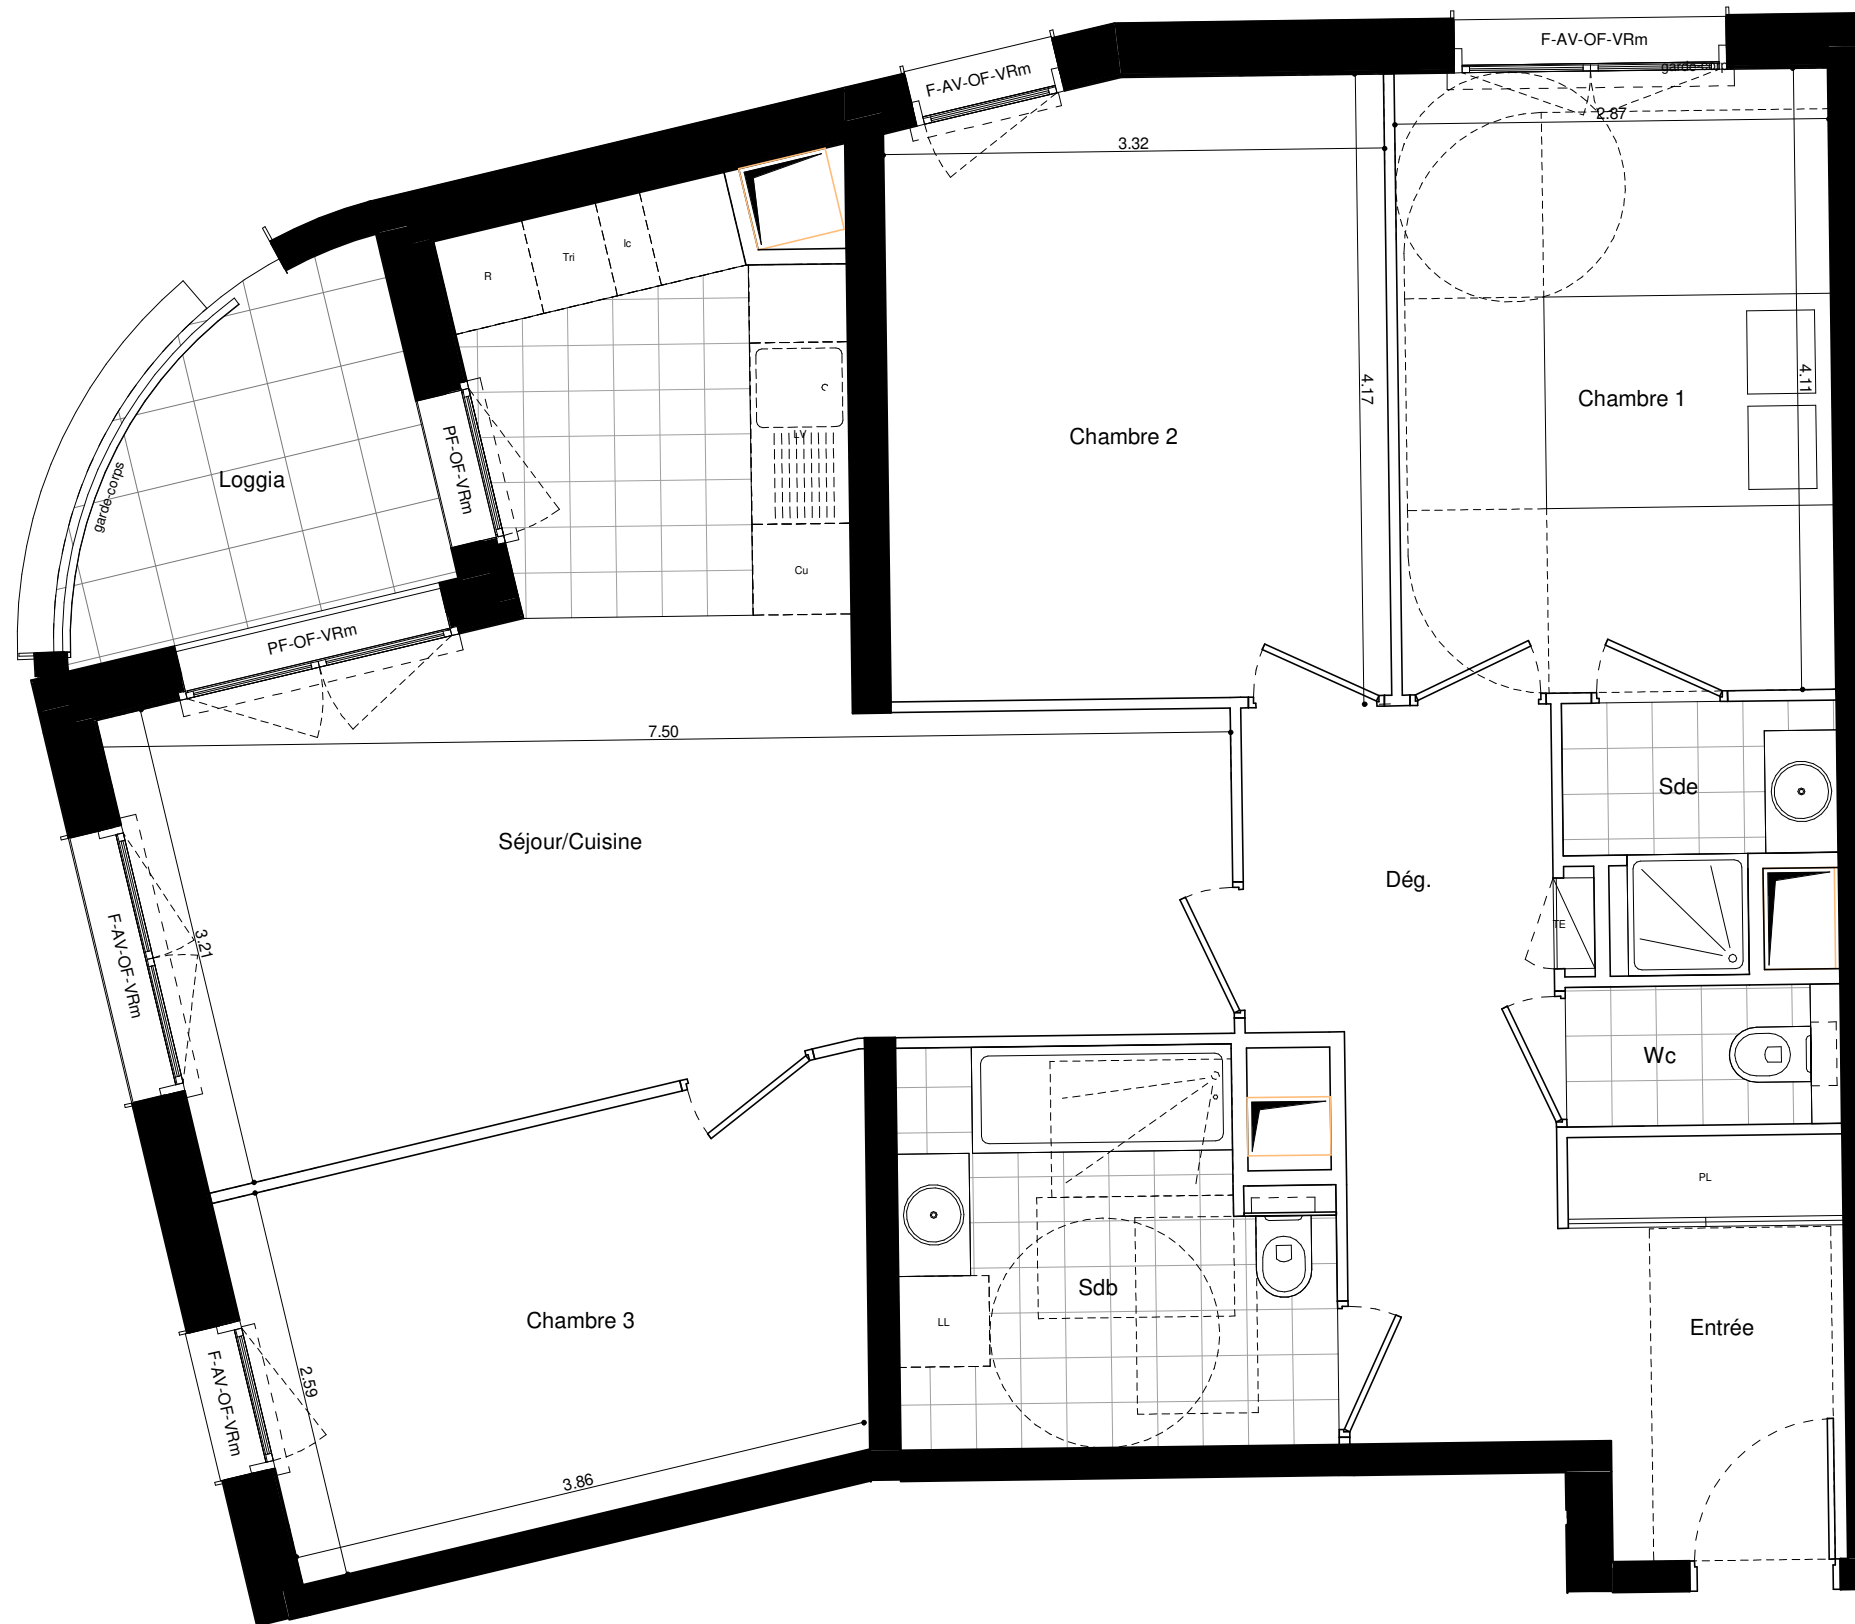 F-AV-OF-VRm
garde-co
F-AV-OF-VRm
2.87
3.32
R
Tri
lc
4.17
4.11
Chambre 1
Chambre 2
LV
PF-OF-VRm
Loggia
garde-corps
Cu
PF-OF-VRm
7.50
Séjour/Cuisine
Sde
Dég.
3.21
F-AV-OF-VRm
TE
Wc
PL
Sdb
Chambre 3
LL
Entrée
2.59
F-AV-OF-VRm
3.86